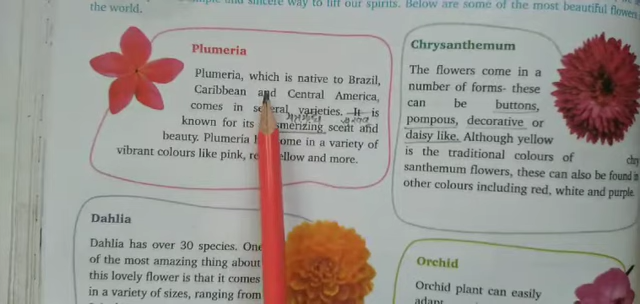 the world.
and sincere way to lift our spirits. Below are some of the most beautiful flowers
Plumeria
Plumeria, which is native to Brazil,
Caribbean and Central America,
comes in several varieties. It is
known for its scent and
beauty. Plumeria come in a variety of
vibrant colours like pink, yellow and more.
Chrysanthemum
The flowers come in a
number of forms- these
can be buttons,
pompous, decorative or
daisy like. Although yellow
is the traditional colours of chry
santhemum flowers, these can also be found in
other colours including red, white and purple.
Dahlia
Dahlia has over 30 species. One
of the most amazing thing about
this lovely flower is that it comes
in a variety of sizes, ranging from
Orchid
Orchid plant can easily
adapt